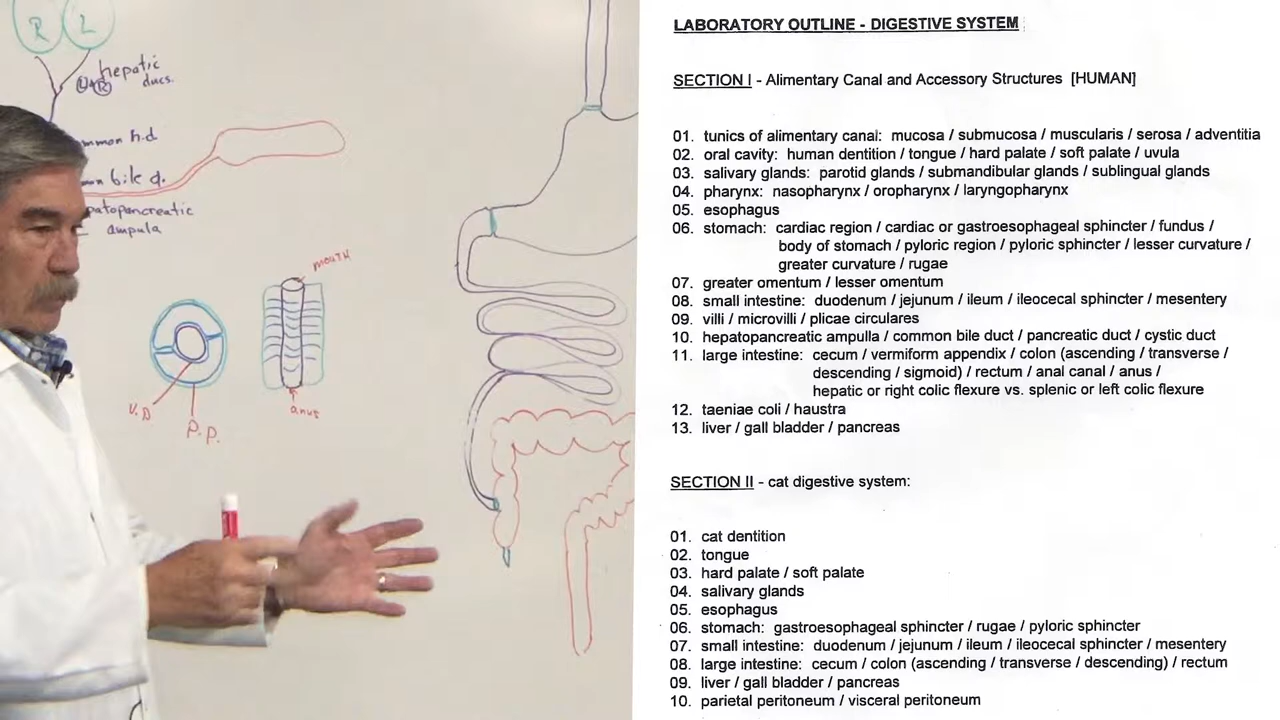 R L
hepatic
L+R ducs.
mmon h.d
mon bile d.
patopancreatic
ampula
mouth
anus
V.P
P.P.
LABORATORY OUTLINE - DIGESTIVE SYSTEM
SECTION I - Alimentary Canal and Accessory Structures [HUMAN]
01. tunics of alimentary canal: mucosa / submucosa / muscularis / serosa / adventitia
02. oral cavity: human dentition / tongue / hard palate / soft palate / uvula
03. salivary glands: parotid glands / submandibular glands / sublingual glands
04. pharynx: nasopharynx / oropharynx / laryngopharynx
05. esophagus
06. stomach: cardiac region / cardiac or gastroesophageal sphincter / fundus /
body of stomach / pyloric region / pyloric sphincter / lesser curvature /
greater curvature / rugae
07. greater omentum / lesser omentum
08. small intestine: duodenum / jejunum / ileum / ileocecal sphincter / mesentery
09. villi / microvilli / plicae circulares
10. hepatopancreatic ampulla / common bile duct / pancreatic duct / cystic duct
11. large intestine: cecum / vermiform appendix / colon (ascending / transverse /
descending / sigmoid) / rectum / anal canal / anus /
hepatic or right colic flexure vs. splenic or left colic flexure
12. taeniae coli / haustra
13. liver / gall bladder / pancreas
SECTION II - cat digestive system:
01. cat dentition
02. tongue
03. hard palate / soft palate
04. salivary glands
05. esophagus
06. stomach: gastroesophageal sphincter / rugae / pyloric sphincter
07. small intestine: duodenum / jejunum / ileum / ileocecal sphincter / mesentery
08. large intestine: cecum / colon (ascending / transverse / descending) / rectum
09. liver / gall bladder / pancreas
10. parietal peritoneum / visceral peritoneum